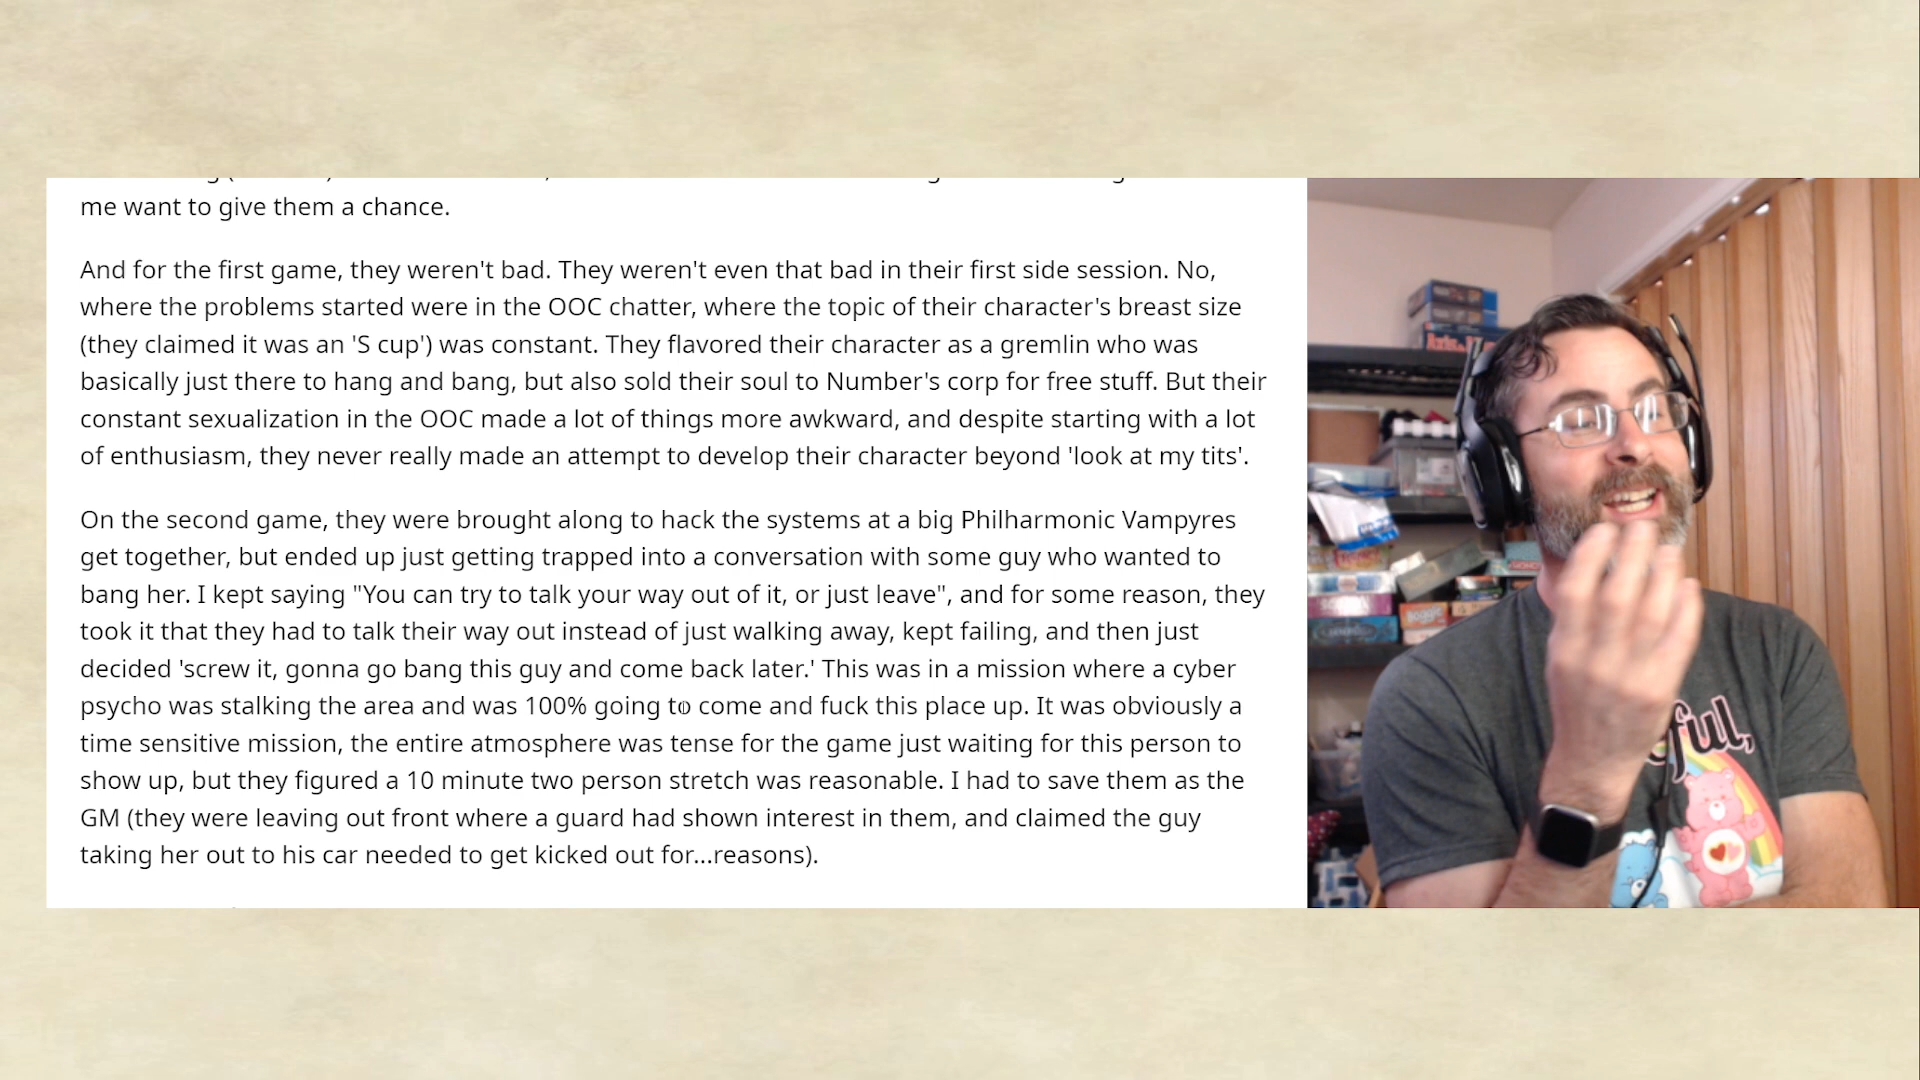 me want to give them a chance.
And for the first game, they weren't bad. They weren't even that bad in their first side session. No,
where the problems started were in the OOC chatter, where the topic of their character's breast size
(they claimed it was an 'S cup') was constant. They flavored their character as a gremlin who was
basically just there to hang and bang, but also sold their soul to Number's corp for free stuff. But their
constant sexualization in the OOC made a lot of things more awkward, and despite starting with a lot
of enthusiasm, they never really made an attempt to develop their character beyond 'look at my tits'.
On the second game, they were brought along to hack the systems at a big Philharmonic Vampyres
get together, but ended up just getting trapped into a conversation with some guy who wanted to
bang her. I kept saying "You can try to talk your way out of it, or just leave", and for some reason, they
took it that they had to talk their way out instead of just walking away, kept failing, and then just
decided 'screw it, gonna go bang this guy and come back later.' This was in a mission where a cyber
psycho was stalking the area and was 100% going to come and fuck this place up. It was obviously a
time sensitive mission, the entire atmosphere was tense for the game just waiting for this person to
show up, but they figured a 10 minute two person stretch was reasonable. I had to save them as the
GM (they were leaving out front where a guard had shown interest in them, and claimed the guy
taking her out to his car needed to get kicked out for...reasons).